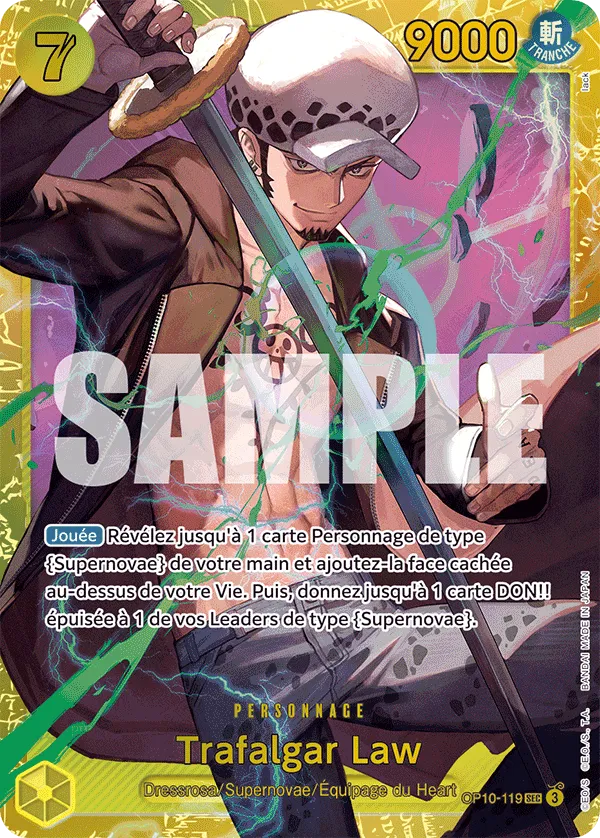 7
9000
斬
TRANCHE
lack
SAMPLE
Jouée Révélez jusqu'à 1 carte Personnage de type
{Supernovae} de votre main et ajoutez-la face cachée
au-dessus de votre Vie. Puis, donnez jusqu'à 1 carte DON!!
épuisée à 1 de vos Leaders de type {Supernovae}.
PERSONNAGE
Trafalgar Law
Dressrosa/Supernovae/Équipage du Heart
OP10-119 SEC 3
©ED/S ©E.O./S., T.A. BANDAI MADE IN JAPAN